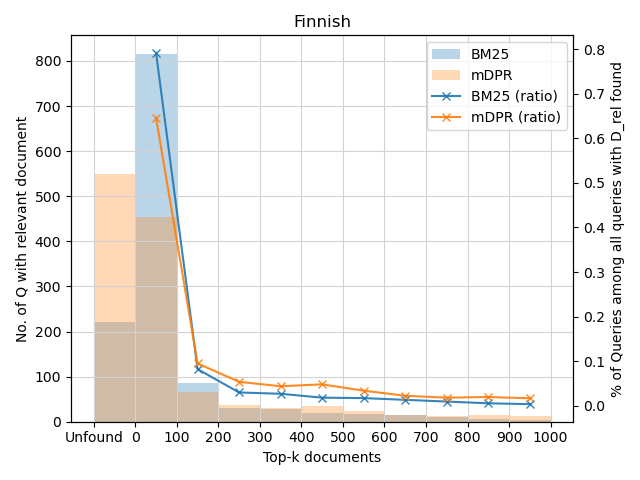 Finnish
BM25
mDPR
BM25 (ratio)
mDPR (ratio)
No. of Q with relevant document
800
700
600
500
400
300
200
100
0
% of Queries among all queries with D_rel found
0.8
0.7
0.6
0.5
0.4
0.3
0.2
0.1
0.0
Unfound 0 100 200 300 400 500 600 700 800 900 1000
Top-k documents